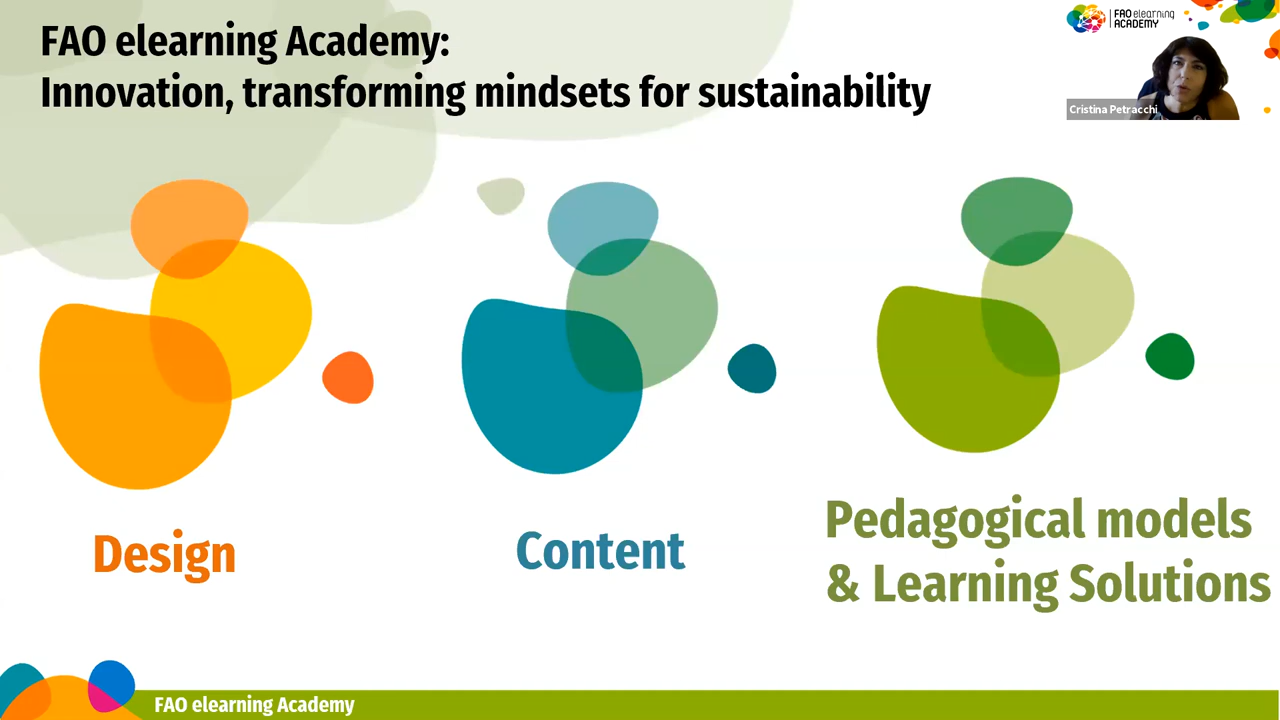 FAO elearning Academy:
Innovation, transforming mindsets for sustainability
FAO elearning
ACADEMY
Cristina Petracchi
Design
Content
Pedagogical models
& Learning Solutions
FAO elearning Academy